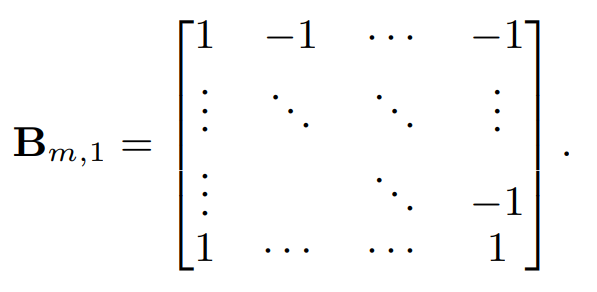 1 −1 ⋯ −1
⋮ ⋱ ⋱ ⋮
B_{m,1} = [ ] .
⋮ ⋱ −1
1 ⋯ ⋯ 1